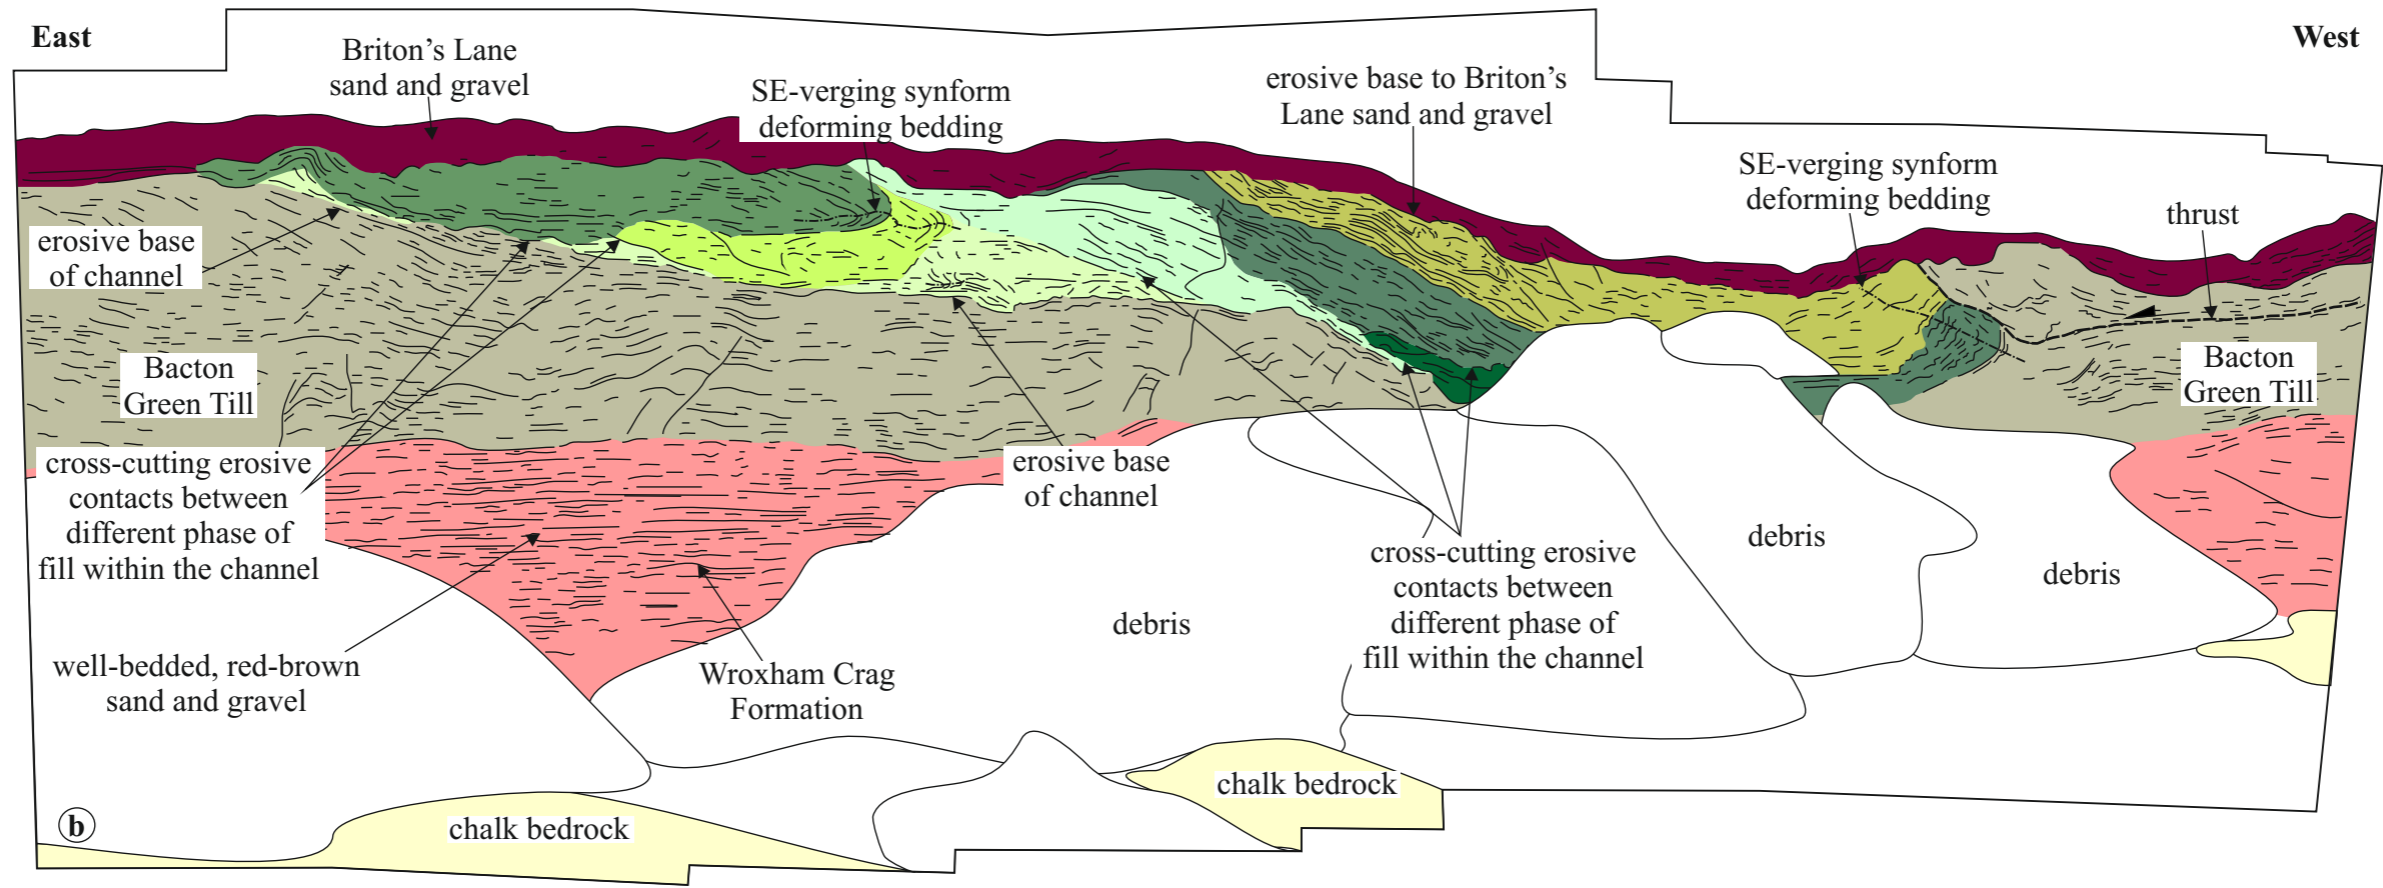 East
West
Briton's Lane
sand and gravel
SE-verging synform
deforming bedding
erosive base to Briton's
Lane sand and gravel
SE-verging synform
deforming bedding
thrust
erosive base
of channel
Bacton
Green Till
Bacton
Green Till
cross-cutting erosive
contacts between
different phase of
fill within the channel
erosive base
of channel
cross-cutting erosive
contacts between
different phase of
fill within the channel
debris
debris
debris
well-bedded, red-brown
sand and gravel
Wroxham Crag
Formation
chalk bedrock
chalk bedrock
b